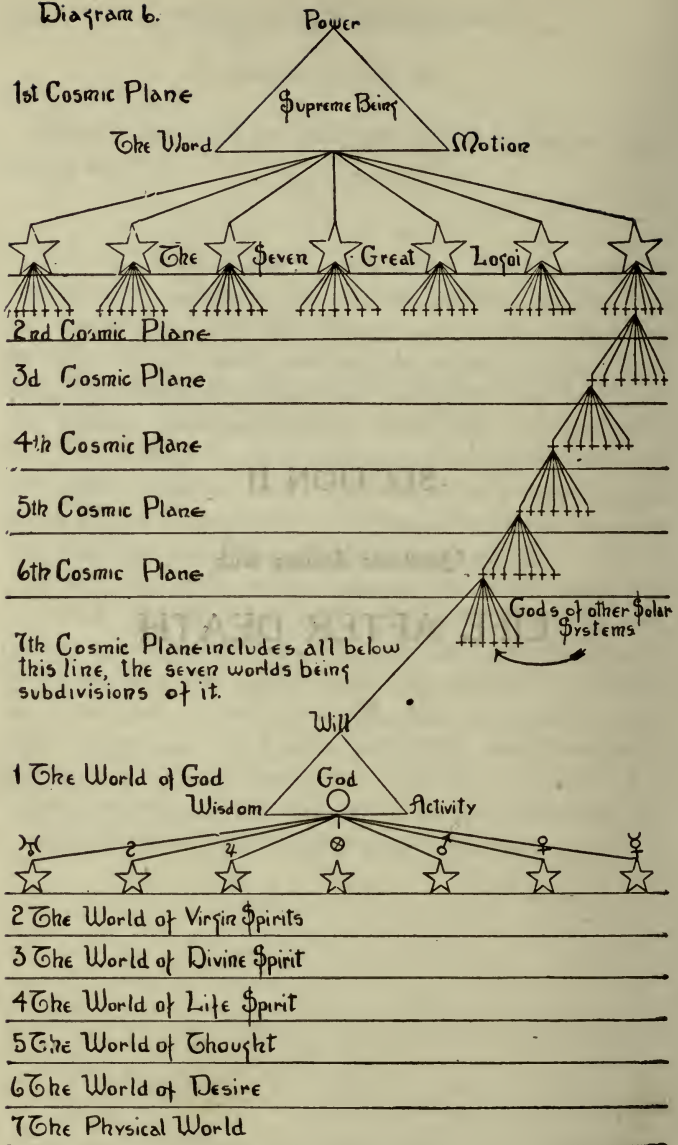 Diagram 6.
Power
1st Cosmic Plane
Supreme Being
The Word
Motion
The Seven Great Logoi
2nd Cosmic Plane
3d Cosmic Plane
4th Cosmic Plane
5th Cosmic Plane
6th Cosmic Plane
Gods of other Solar
Systems
7th Cosmic Plane includes all below
this line, the seven worlds being
subdivisions of it.
Will
1 The World of God
God
Wisdom
Activity
♅ ♄ ♃ ⊗ ♂ ♀ ☿
2 The World of Virgin Spirits
3 The World of Divine Spirit
4 The World of Life Spirit
5 The World of Thought
6 The World of Desire
7 The Physical World